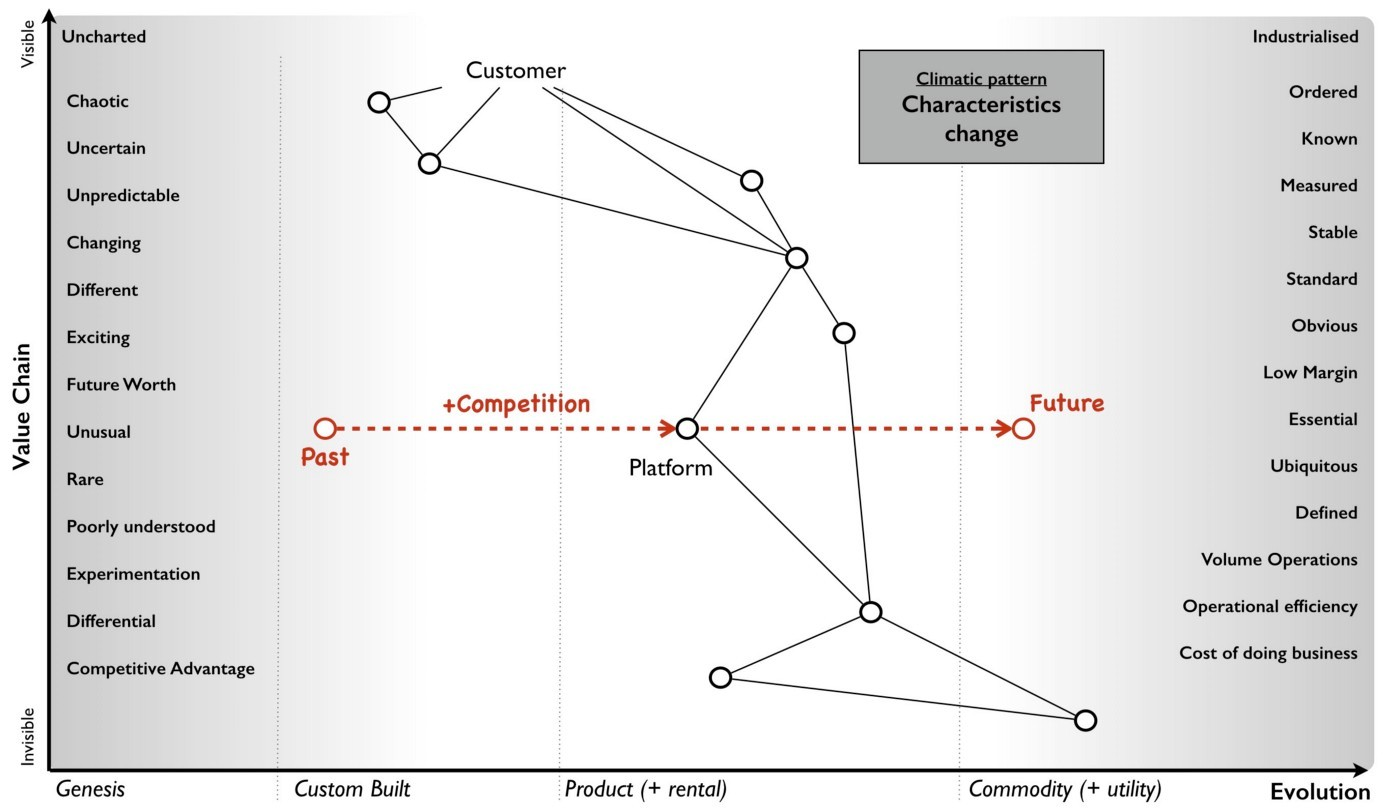 Visible
Uncharted
Industrialised
Customer
Climatic pattern
Characteristics
change
Chaotic
Uncertain
Unpredictable
Changing
Different
Exciting
Future Worth
Unusual
Rare
Poorly understood
Experimentation
Differential
Competitive Advantage
Ordered
Known
Measured
Stable
Standard
Obvious
Low Margin
Essential
Ubiquitous
Defined
Volume Operations
Operational efficiency
Cost of doing business
Value Chain
+Competition
Future
Past
Platform
Invisible
Genesis
Custom Built
Product (+ rental)
Commodity (+ utility)
Evolution